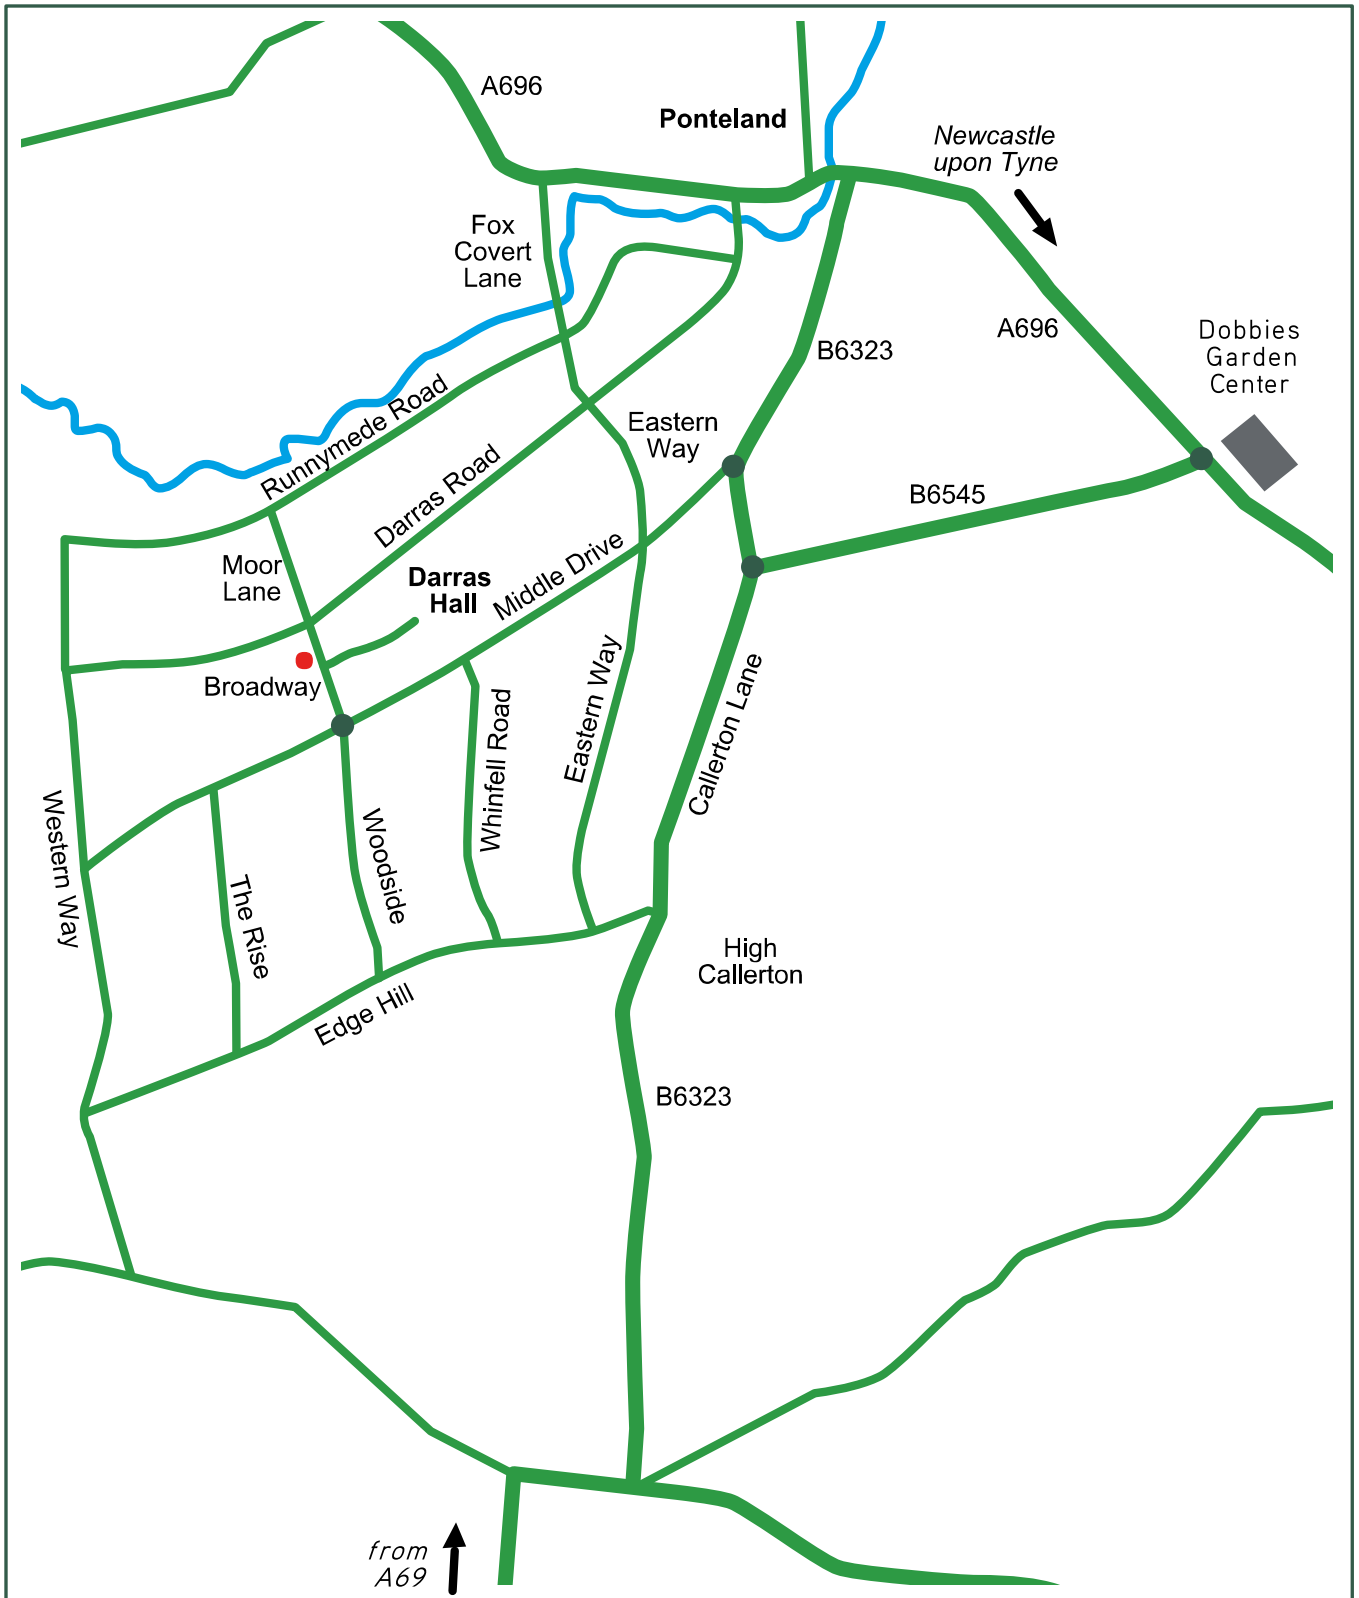 A696
Ponteland
Newcastle
upon Tyne
Fox
Covert
Lane
A696
Dobbies
Garden
Center
B6323
Runnymede Road
Eastern
Way
Darras Road
B6545
Moor
Lane
Darras
Hall
Middle Drive
Broadway
Eastern Way
Callerton Lane
Whinfell Road
Western Way
Woodside
The Rise
High
Callerton
Edge Hill
B6323
from
A69